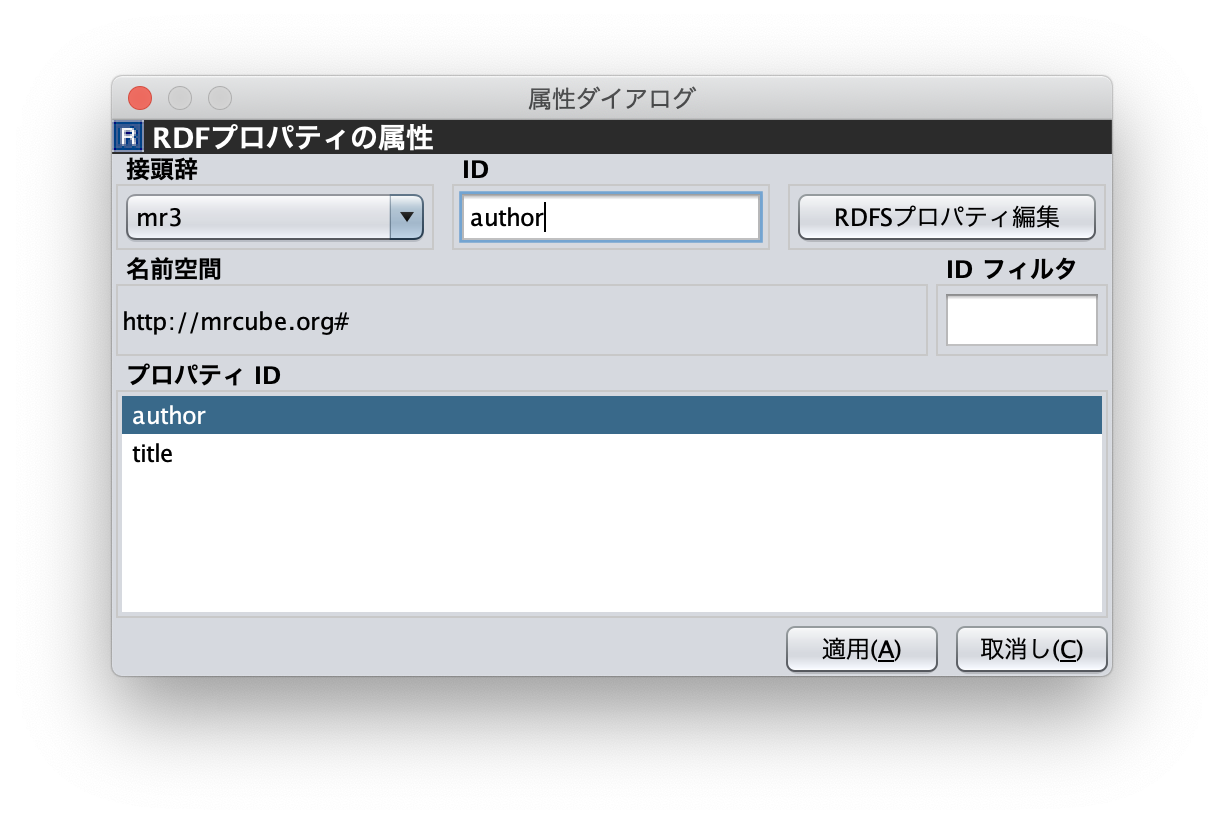 属性ダイアログ
R RDFプロパティの属性
接頭辞 ID
mr3 author RDFSプロパティ編集
名前空間 ID フィルタ
http://mrcube.org#
プロパティ ID
author
title
適用(A) 取消し(C)